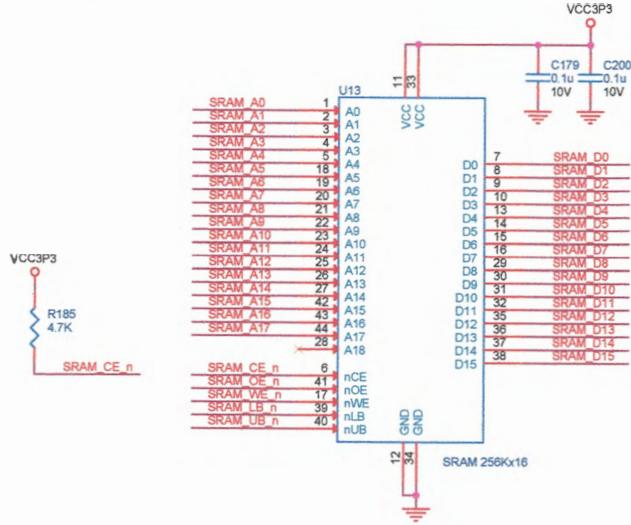 VCC3P3
C179
0.1u
10V
C200
0.1u
10V
U13
11
33
VCC
VCC
SRAM_A0 1 A0
SRAM_A1 2 A1
SRAM_A2 3 A2
SRAM_A3 4 A3
SRAM_A4 5 A4
SRAM_A5 18 A5
SRAM_A6 19 A6
SRAM_A7 20 A7
SRAM_A8 21 A8
SRAM_A9 22 A9
SRAM_A10 23 A10
SRAM_A11 24 A11
SRAM_A12 25 A12
SRAM_A13 26 A13
SRAM_A14 27 A14
SRAM_A15 42 A15
SRAM_A16 43 A16
SRAM_A17 44 A17
28 A18
SRAM_CE_n 6 nCE
SRAM_OE_n 41 nOE
SRAM_WE_n 17 nWE
SRAM_LB_n 39 nLB
SRAM_UB_n 40 nUB
D0 7 SRAM_D0
D1 8 SRAM_D1
D2 9 SRAM_D2
D3 10 SRAM_D3
D4 13 SRAM_D4
D5 14 SRAM_D5
D6 15 SRAM_D6
D7 16 SRAM_D7
D8 29 SRAM_D8
D9 30 SRAM_D9
D10 31 SRAM_D10
D11 32 SRAM_D11
D12 35 SRAM_D12
D13 36 SRAM_D13
D14 37 SRAM_D14
D15 38 SRAM_D15
GND
GND
12
34
SRAM 256Kx16
VCC3P3
R185
4.7K
SRAM_CE_n